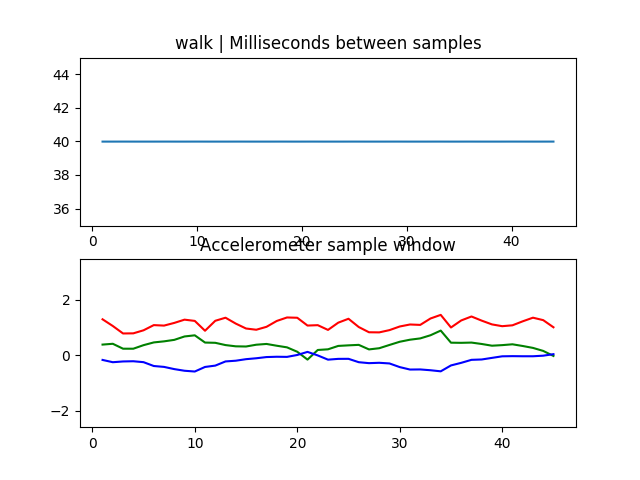 walk | Milliseconds between samples
44
42
40
38
36
0 10 20 30 40
Accelerometer sample window
2
0
−2
0 10 20 30 40